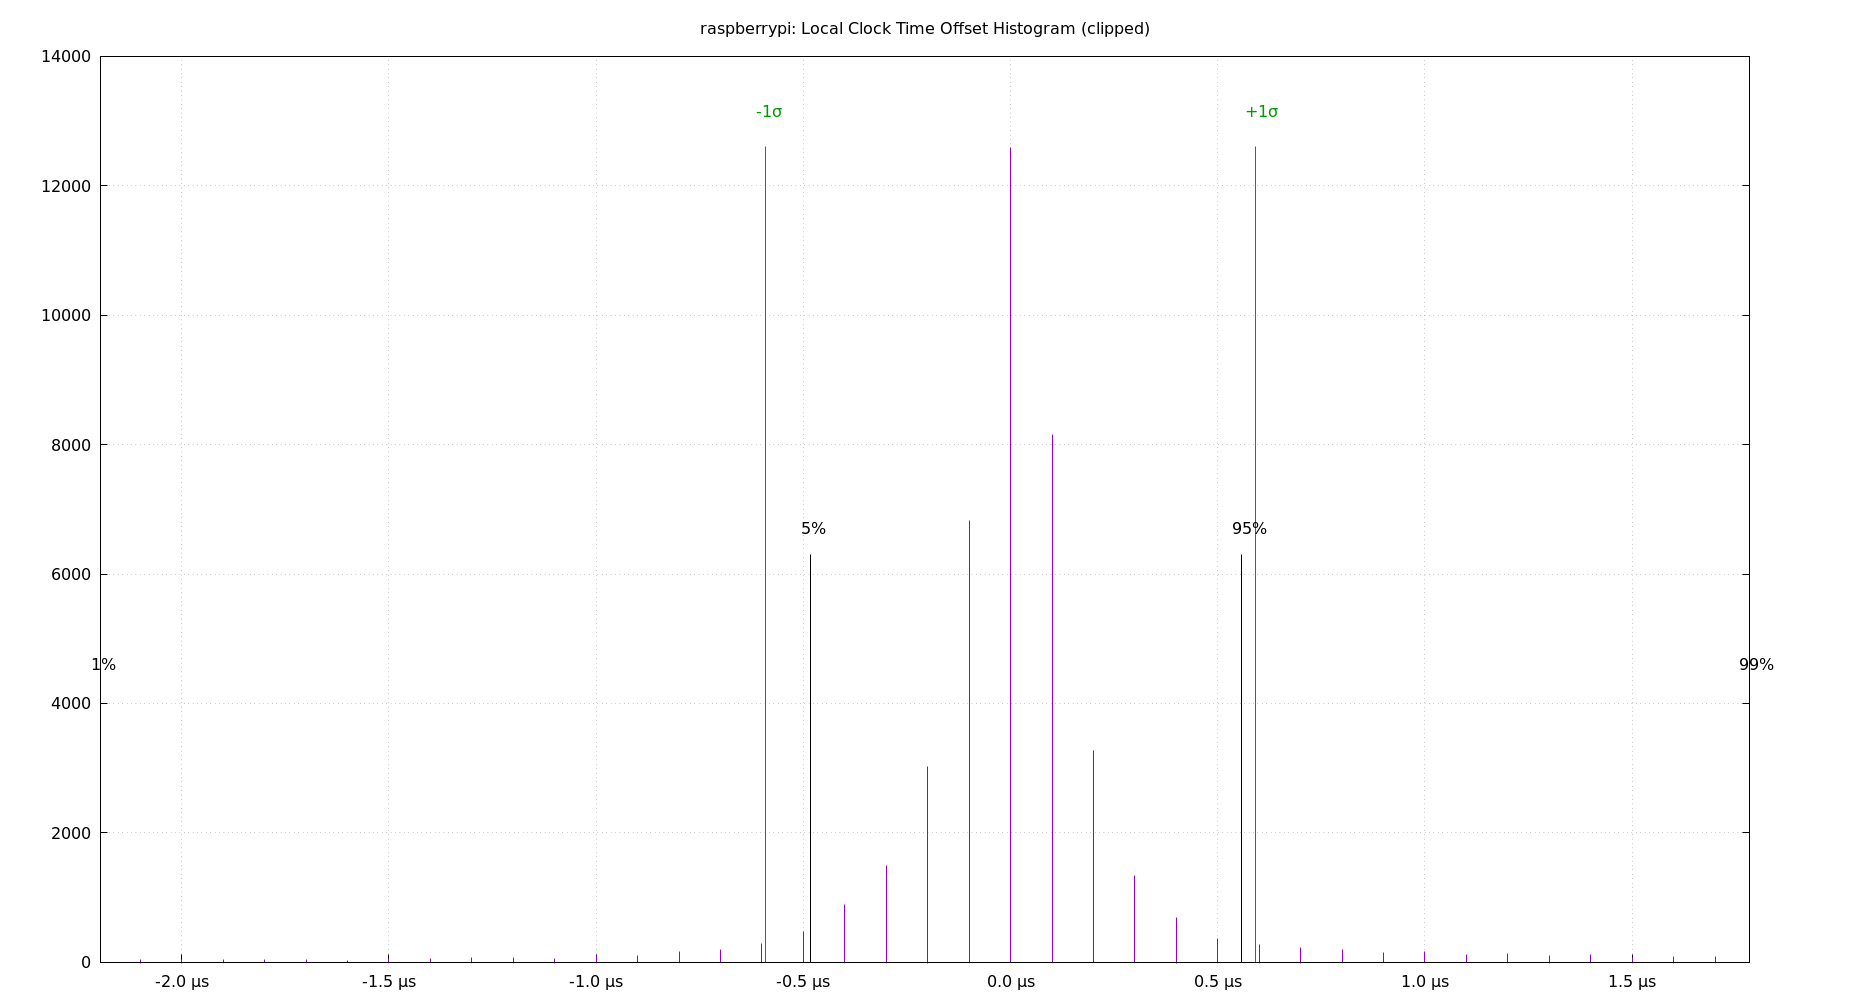 raspberrypi: Local Clock Time Offset Histogram (clipped)
14000
-1σ
+1σ
12000
10000
8000
5%
95%
6000
1%
99%
4000
2000
0
-2.0 µs
-1.5 µs
-1.0 µs
-0.5 µs
0.0 µs
0.5 µs
1.0 µs
1.5 µs